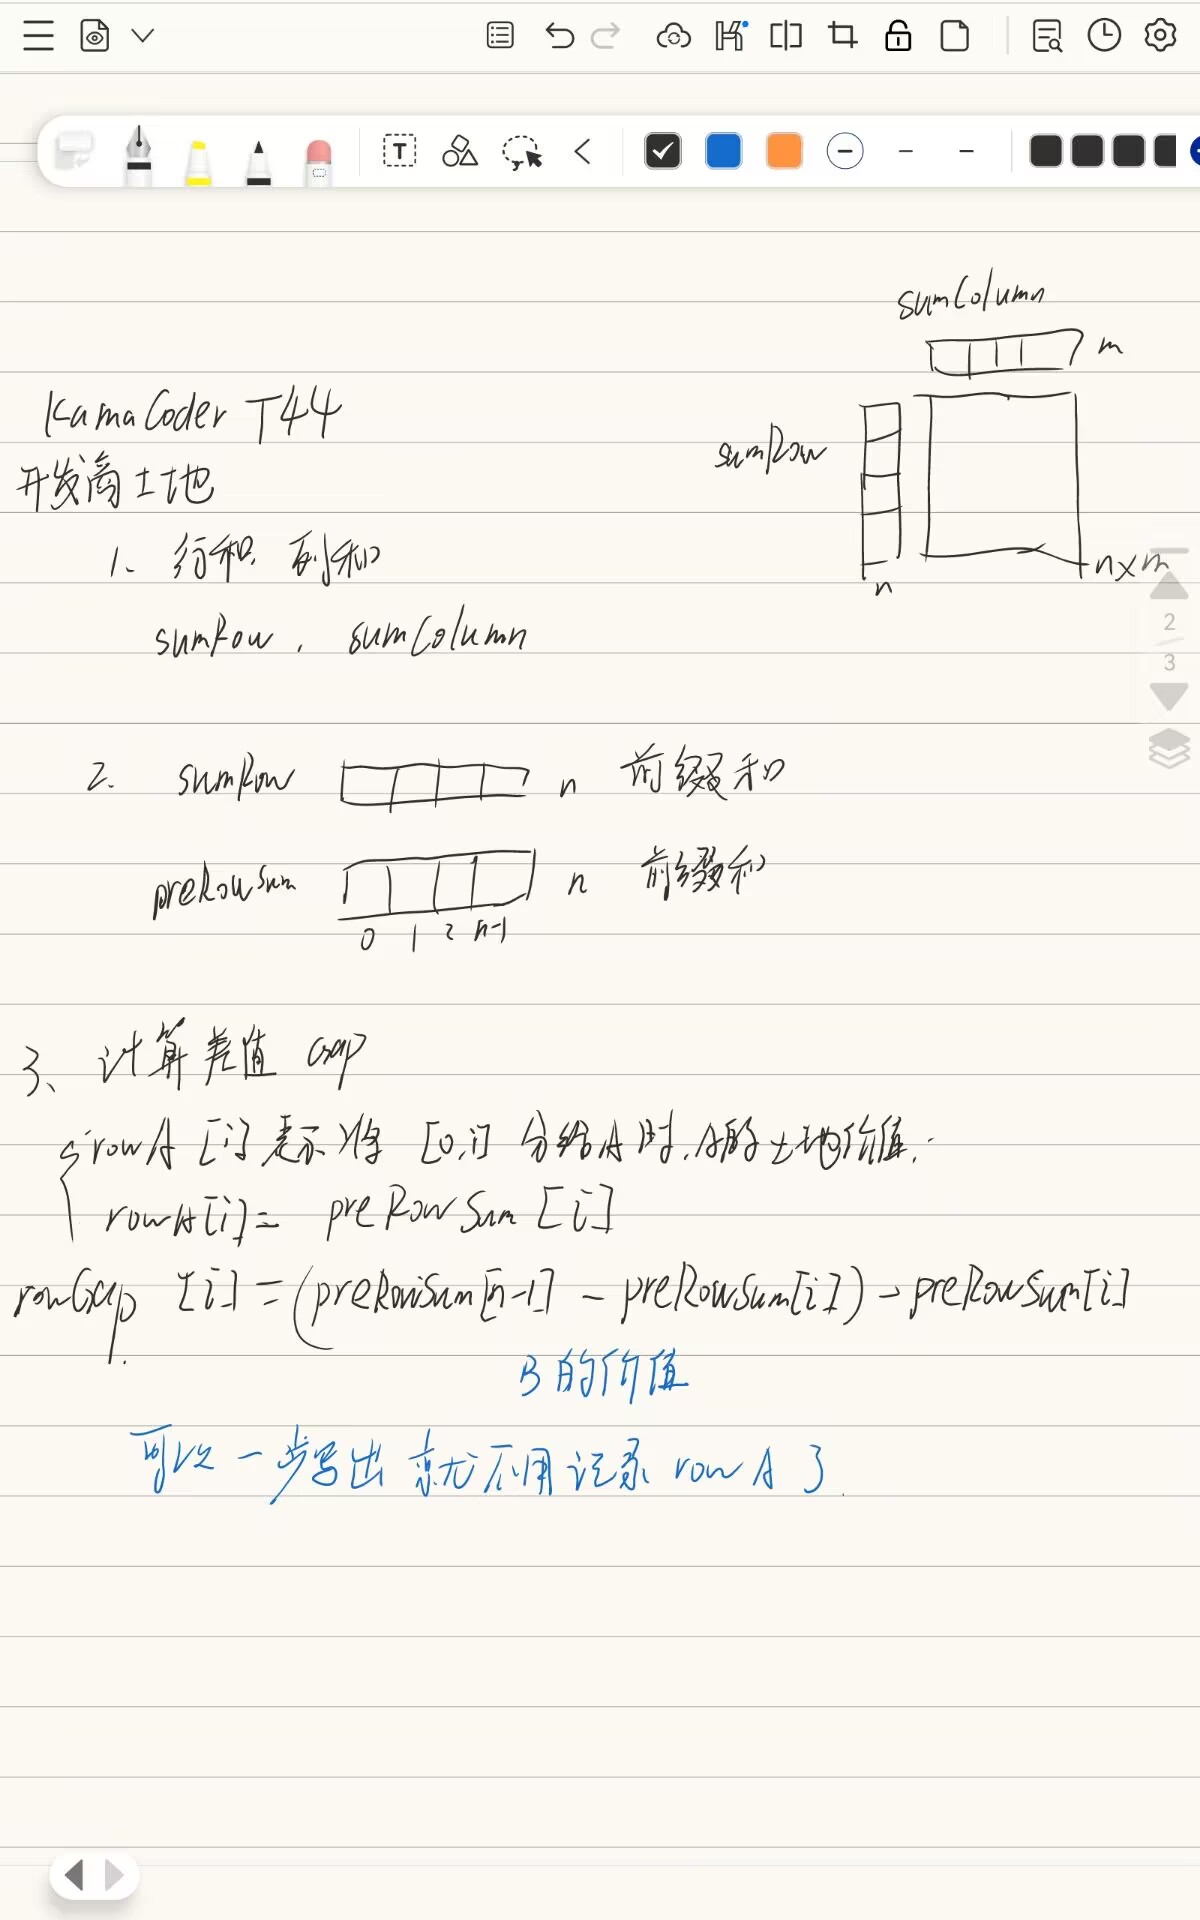 T
sumColumn
m
KamaCoder T44
sumRow
开发商土地
1、行和. 列和
n
n×m
sumRow , sumColumn
2
3
2. sumRow n 前缀和
preRowSum n 前缀和
0 1 2 n-1
3、计算差值 Gap
rowA [i] 表示将 [0,i] 分给A时.A的土地价值.
rowA[i]= preRowSum[i]
rowGap [i]=(preRowSum[n-1] - preRowSum[i]) - preRowSum[i]
B的价值
可以一步写出 就不用记录 rowA 了.